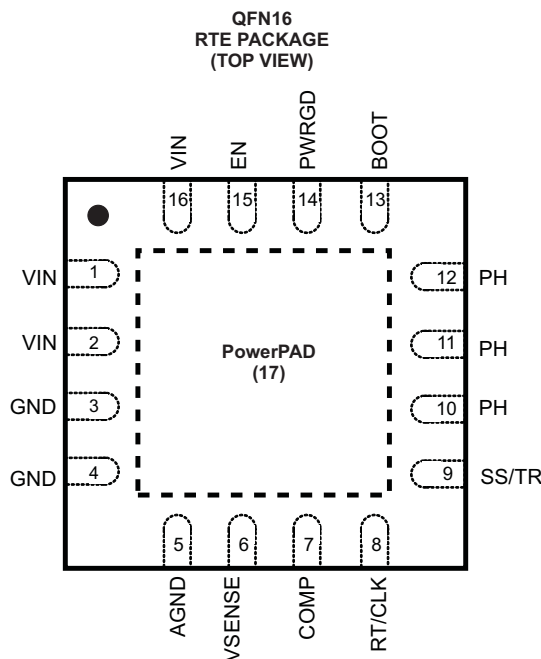 QFN16
RTE PACKAGE
(TOP VIEW)
VIN
EN
PWRGD
BOOT
16
15
14
13
VIN
1
12
PH
VIN
2
11
PH
PowerPAD
(17)
GND
3
10
PH
GND
4
9
SS/TR
5
6
7
8
AGND
VSENSE
COMP
RT/CLK